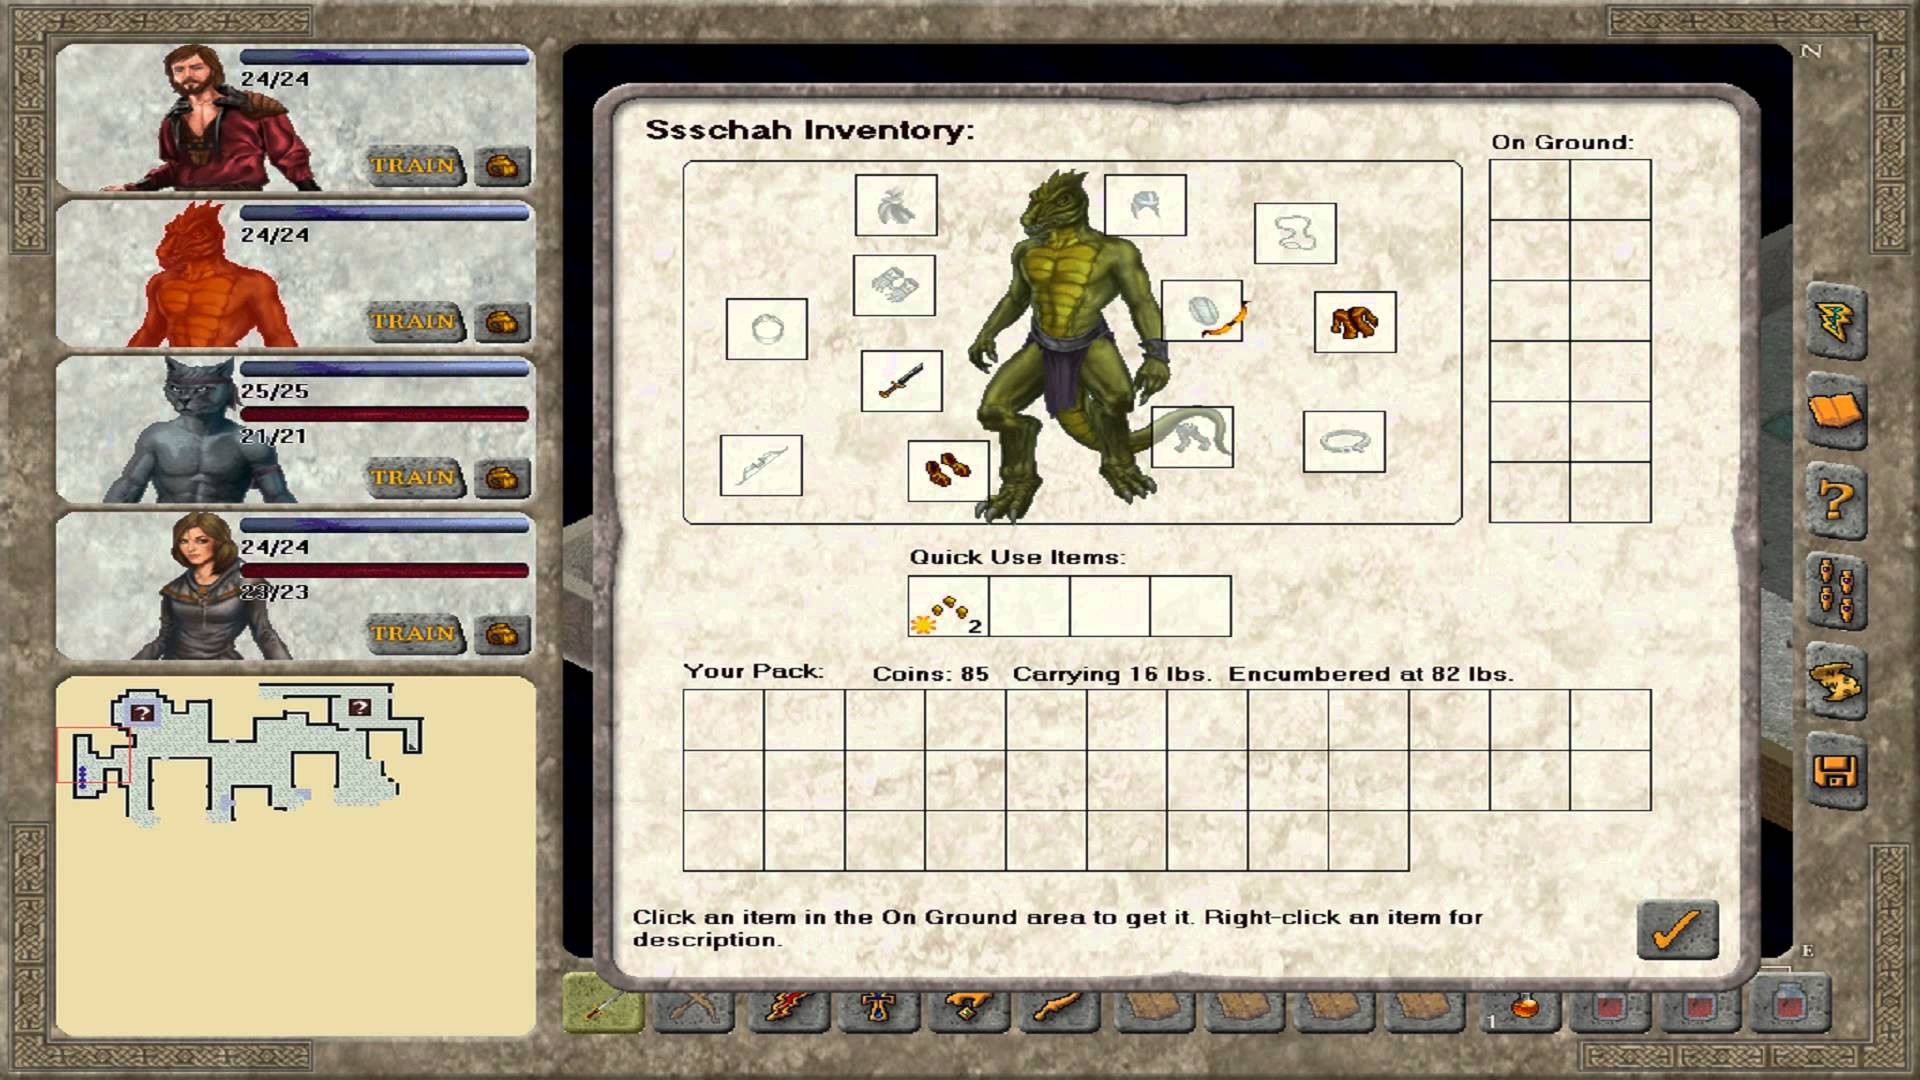 24/24
TRAIN
24/24
TRAIN
25/25
21/21
TRAIN
24/24
23/23
TRAIN
?
?
N
Ssschah Inventory:
On Ground:
Quick Use Items:
2
Your Pack: Coins: 85 Carrying 16 lbs. Encumbered at 82 lbs.
Click an item in the On Ground area to get it. Right-click an item for
description.
?
E
1